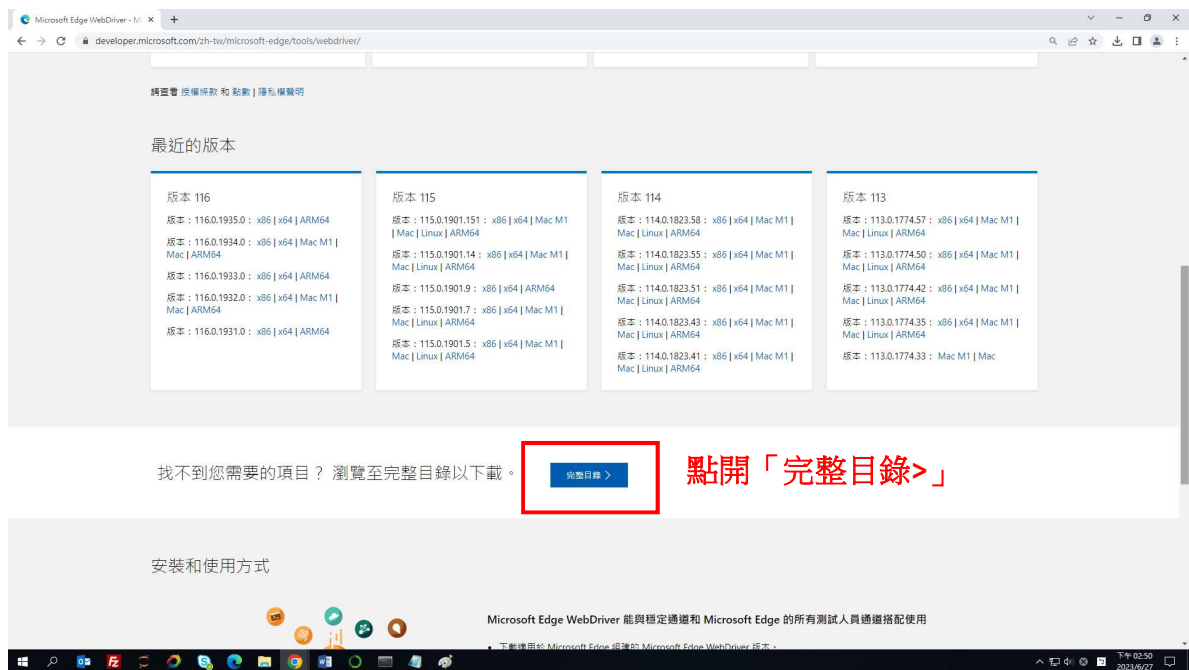 Microsoft Edge WebDriver - Mi
developer.microsoft.com/zh-tw/microsoft-edge/tools/webdriver/
請查看 授權條款 和 點數 | 隱私權聲明
最近的版本
版本 116
版本：116.0.1935.0： x86 | x64 | ARM64
版本：116.0.1934.0： x86 | x64 | Mac M1 |
Mac | ARM64
版本：116.0.1933.0： x86 | x64 | ARM64
版本：116.0.1932.0： x86 | x64 | Mac M1 |
Mac | ARM64
版本：116.0.1931.0： x86 | x64 | ARM64
版本 115
版本：115.0.1901.151： x86 | x64 | Mac M1
| Mac | Linux | ARM64
版本：115.0.1901.14： x86 | x64 | Mac M1 |
Mac | Linux | ARM64
版本：115.0.1901.9： x86 | x64 | ARM64
版本：115.0.1901.7： x86 | x64 | Mac M1 |
Mac | Linux | ARM64
版本：115.0.1901.5： x86 | x64 | Mac M1 |
Mac | Linux | ARM64
版本 114
版本：114.0.1823.58： x86 | x64 | Mac M1 |
Mac | Linux | ARM64
版本：114.0.1823.55： x86 | x64 | Mac M1 |
Mac | Linux | ARM64
版本：114.0.1823.51： x86 | x64 | Mac M1 |
Mac | Linux | ARM64
版本：114.0.1823.43： x86 | x64 | Mac M1 |
Mac | Linux | ARM64
版本：114.0.1823.41： x86 | x64 | Mac M1 |
Mac | Linux | ARM64
版本 113
版本：113.0.1774.57： x86 | x64 | Mac M1 |
Mac | Linux | ARM64
版本：113.0.1774.50： x86 | x64 | Mac M1 |
Mac | Linux | ARM64
版本：113.0.1774.42： x86 | x64 | Mac M1 |
Mac | Linux | ARM64
版本：113.0.1774.35： x86 | x64 | Mac M1 |
Mac | Linux | ARM64
版本：113.0.1774.33： Mac M1 | Mac
找不到您需要的項目？ 瀏覽至完整目錄以下載。
完整目錄 >
點開「完整目錄>」
安裝和使用方式
Microsoft Edge WebDriver 能與穩定通道和 Microsoft Edge 的所有測試人員通道搭配使用
• 下載適用於 Microsoft Edge 組建的 Microsoft Edge WebDriver 版本。
下午 02:50
2023/6/27